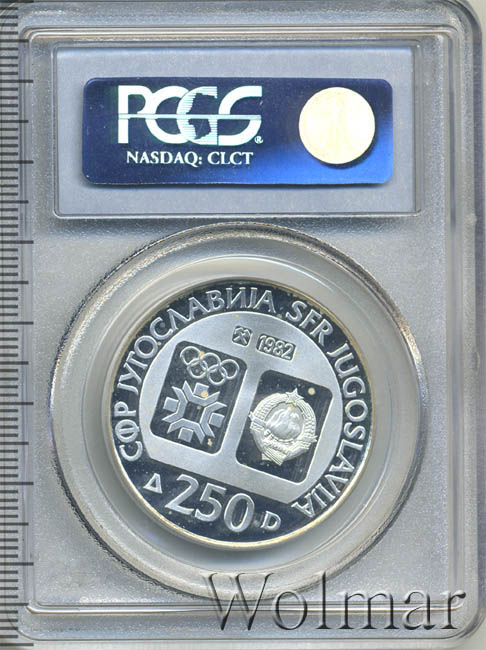 PCGS®
NASDAQ: CLCT
СФР ЈУГОСЛАВИЈА SFR JUGOSLAVIJA
1982
Д 250 D
Wolmar